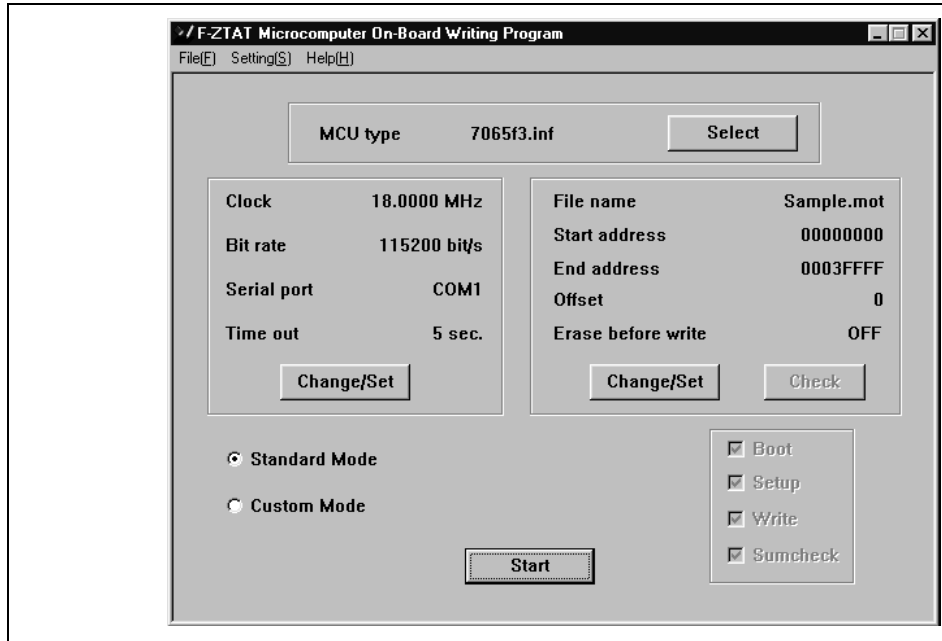 F-ZTAT Microcomputer On-Board Writing Program
File(F) Setting(S) Help(H)
MCU type 7065f3.inf Select
Clock 18.0000 MHz
Bit rate 115200 bit/s
Serial port COM1
Time out 5 sec.
Change/Set
File name Sample.mot
Start address 00000000
End address 0003FFFF
Offset 0
Erase before write OFF
Change/Set Check
Standard Mode
Custom Mode
Boot
Setup
Write
Sumcheck
Start